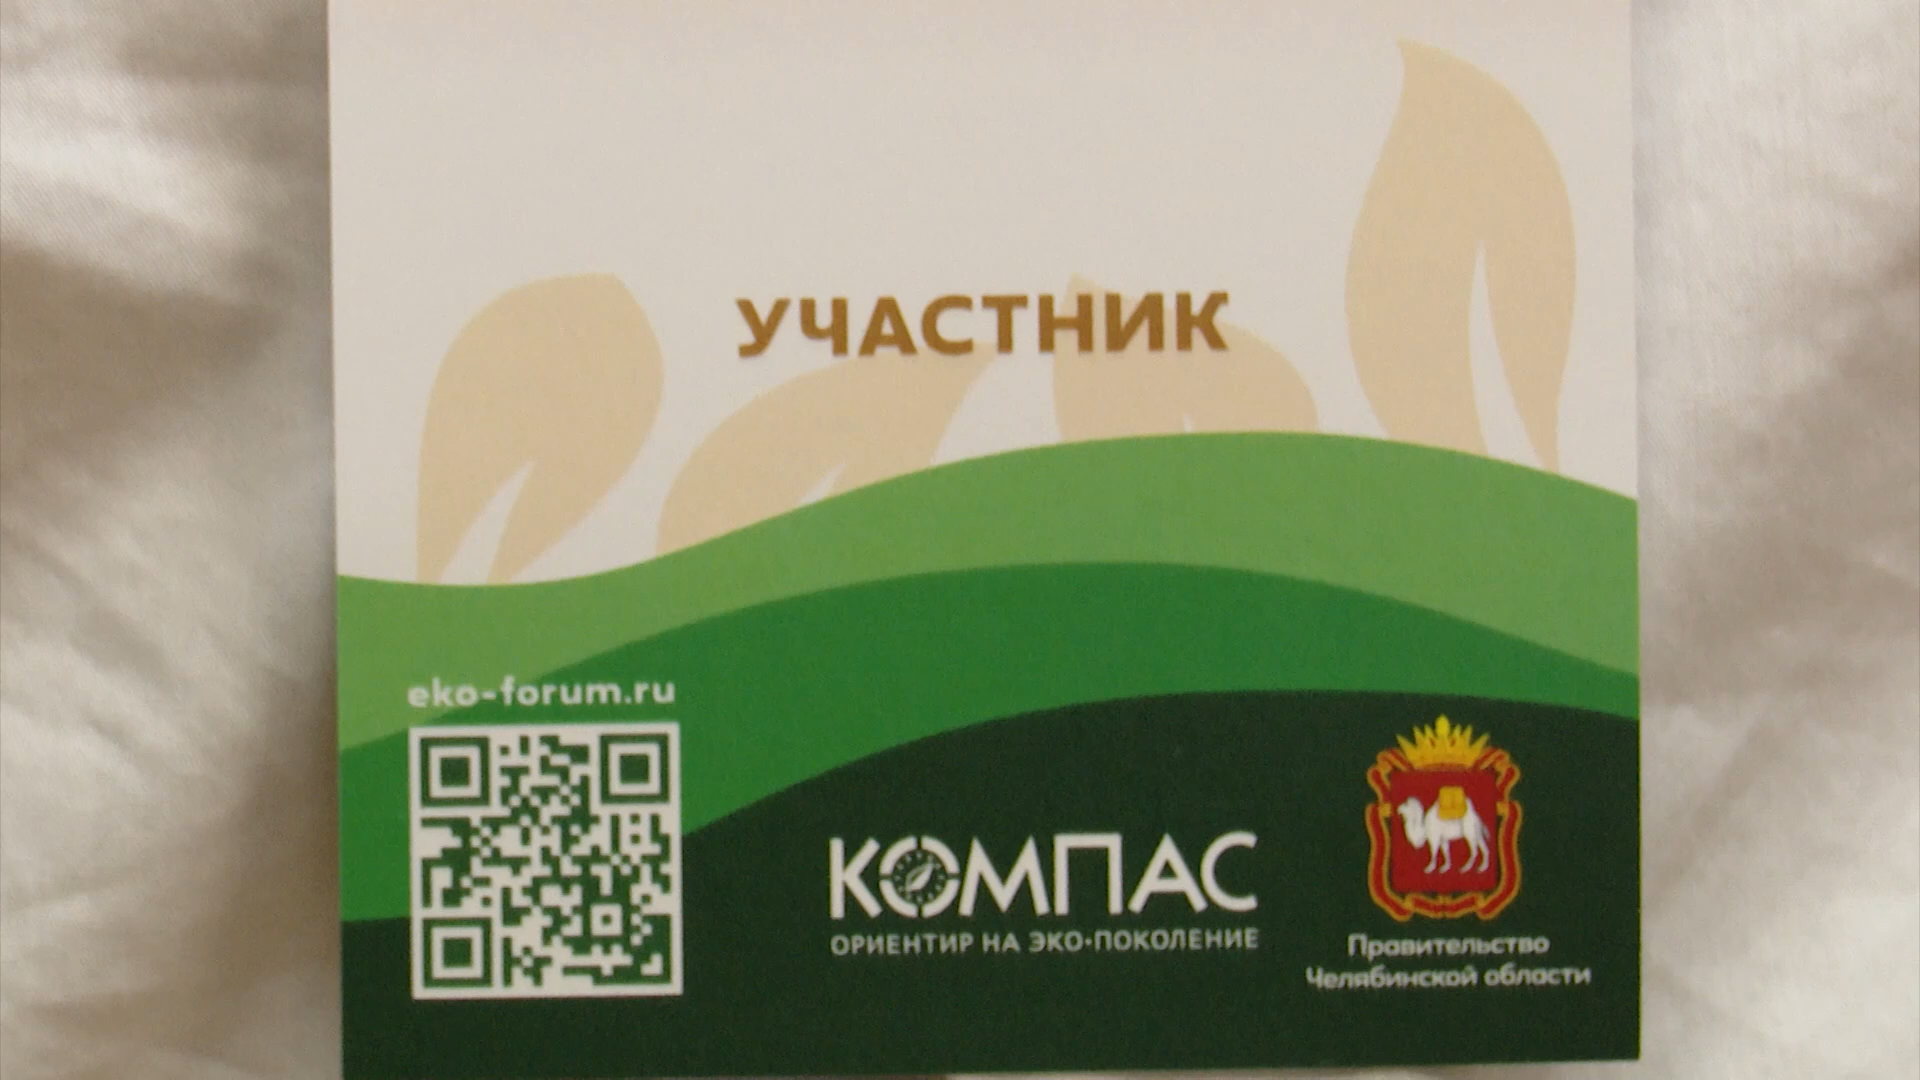 УЧАСТНИК
eko-forum.ru
КОМПАС
ОРИЕНТИР НА ЭКО•ПОКОЛЕНИЕ
Правительство
Челябинской области